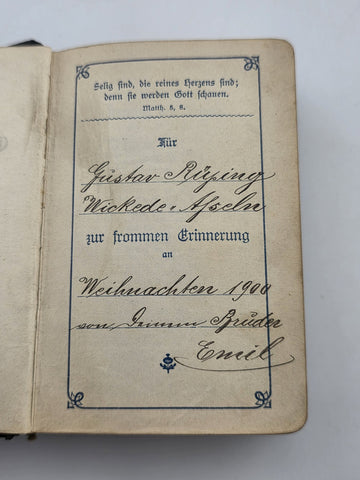 Selig sind, die reines Herzens sind;
denn sie werden Gott schauen.
Matth. 5, 8.
Für
Gustav Rüping
Wickede-Asseln
zur frommen Erinnerung
an
Weihnachten 1900
von Deinem Bruder
Emil